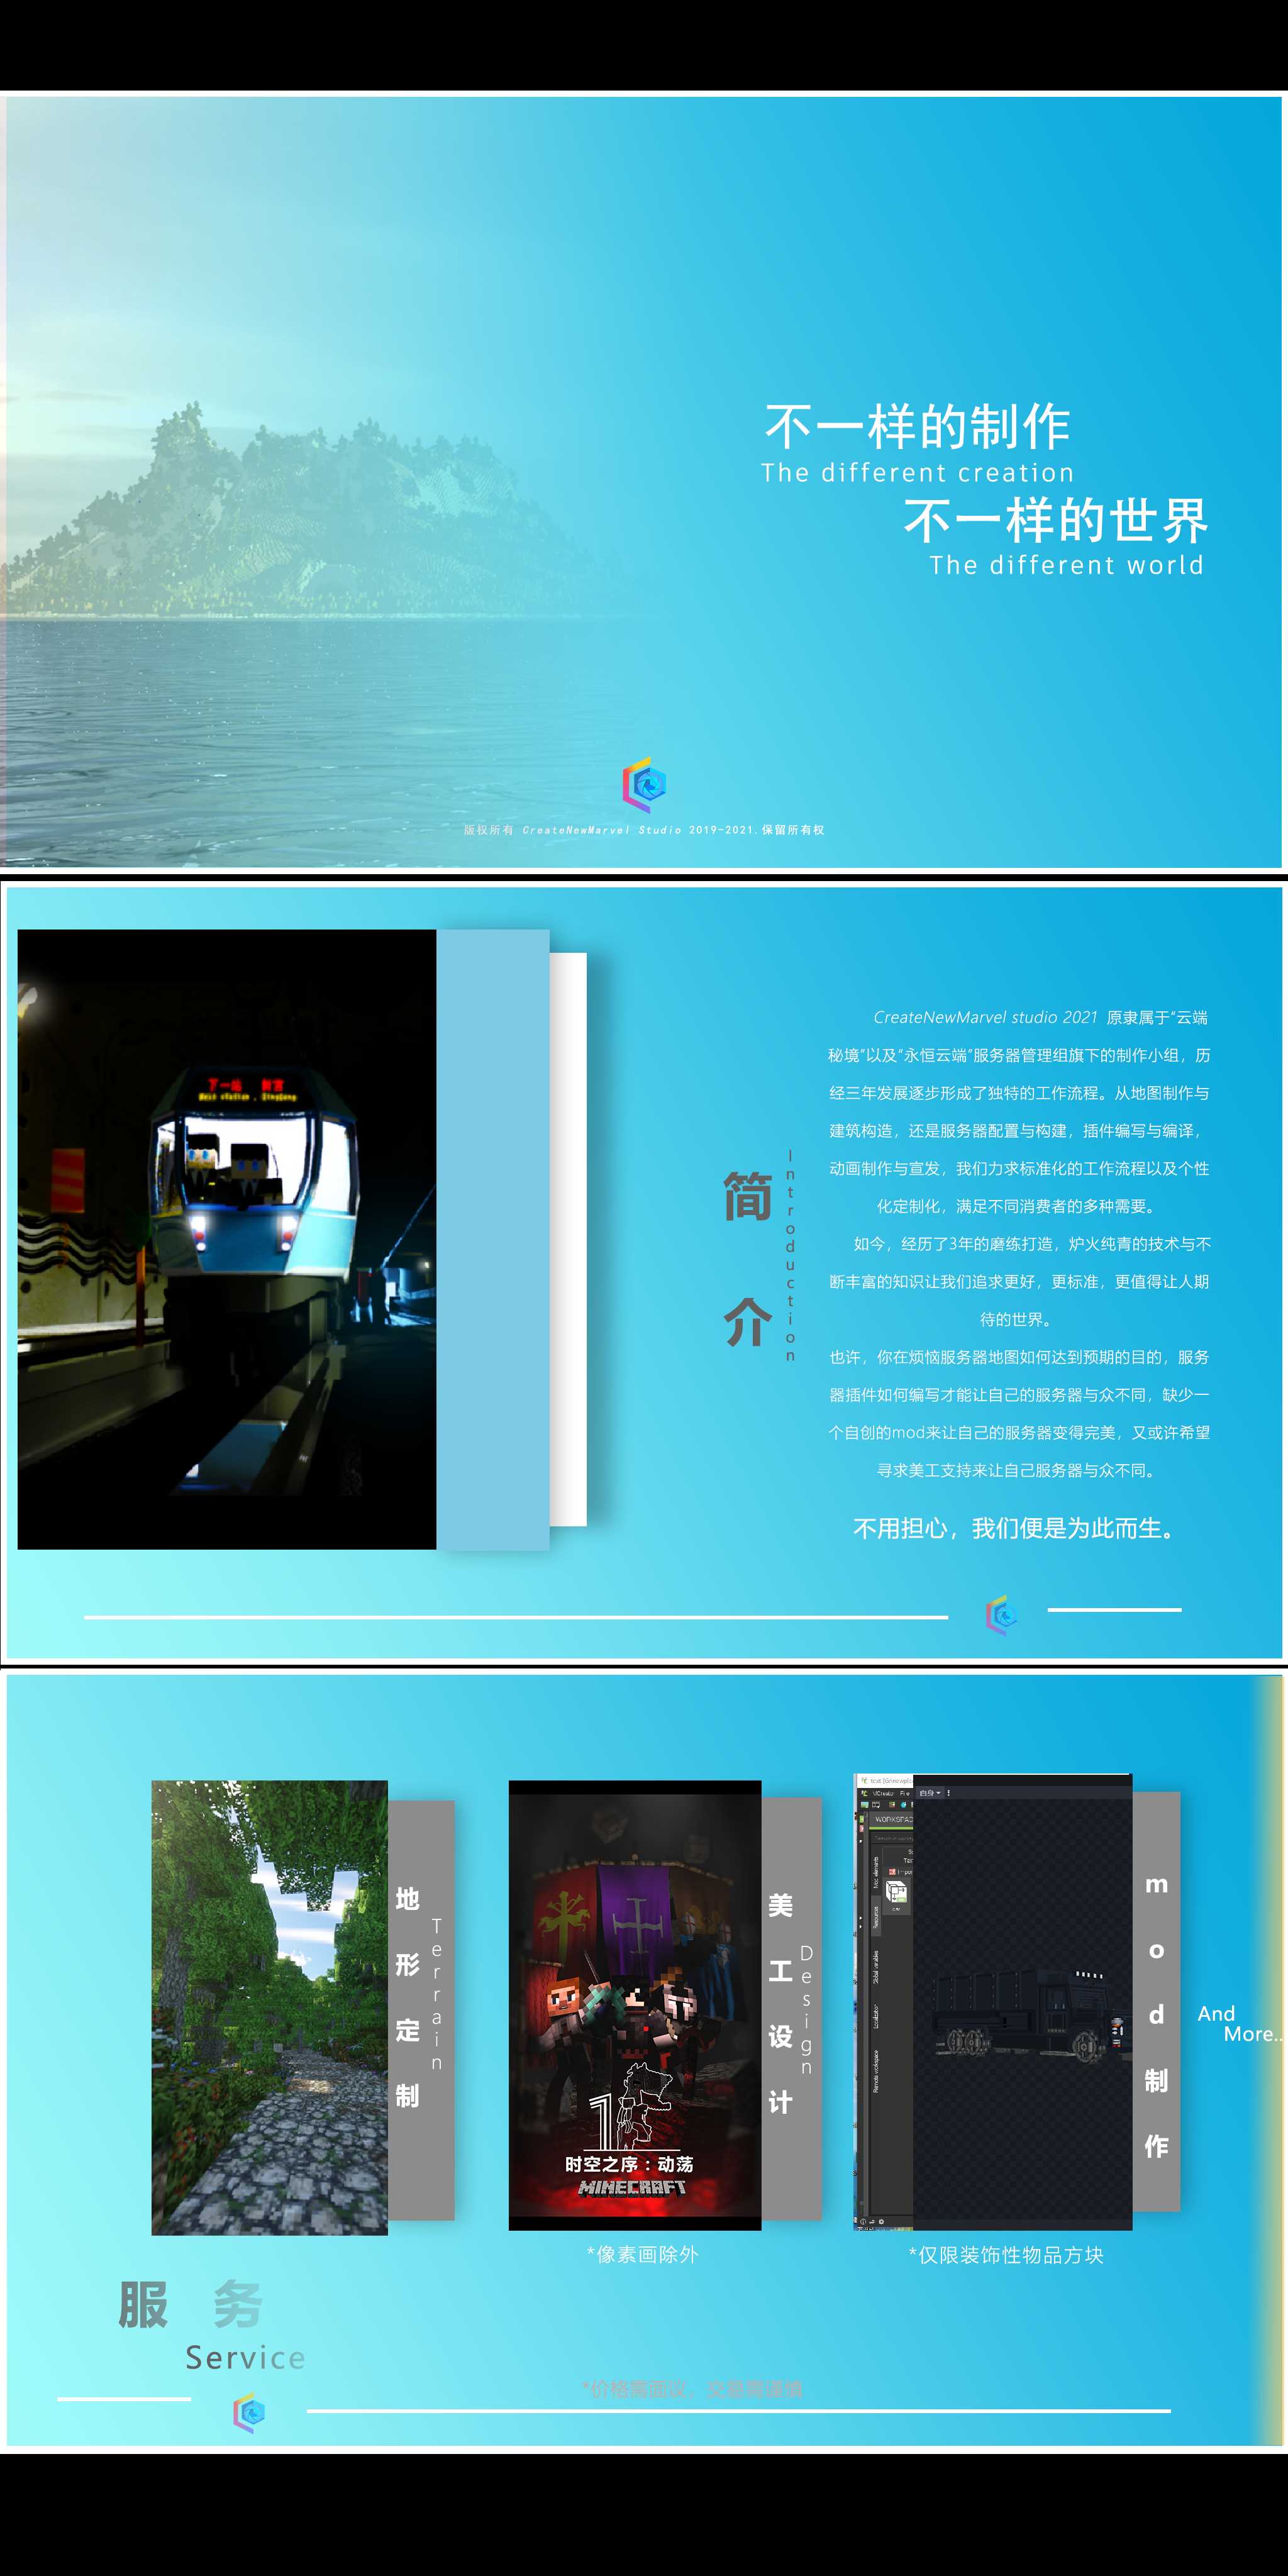 不一样的制作
The different creation
不一样的世界
The different world
版权所有 CreateNewMarvel Studio 2019-2021.保留所有权
CreateNewMarvel studio 2021 原隶属于“云端
秘境”以及“永恒云端”服务器管理组旗下的制作小组，历
经三年发展逐步形成了独特的工作流程。从地图制作与
建筑构造，还是服务器配置与构建，插件编写与编译，
动画制作与宣发，我们力求标准化的工作流程以及个性
化定制化，满足不同消费者的多种需要。
如今，经历了3年的磨练打造，炉火纯青的技术与不
断丰富的知识让我们追求更好，更标准，更值得让人期
待的世界。
也许，你在烦恼服务器地图如何达到预期的目的，服务
器插件如何编写才能让自己的服务器与众不同，缺少一
个自创的mod来让自己的服务器变得完美，又或许希望
寻求美工支持来让自己服务器与众不同。
不用担心，我们便是为此而生。
简介
Introduction
下一站
地形定制
Terrain
美工设计
Design
时空之序：动荡
MINECRAFT
*像素画除外
WORKSPAC
Resources
Global variables
Localization
Remote workspace
白身
mod制作
*仅限装饰性物品方块
And
More..
服务
Service
*价格需面议，交易需谨慎